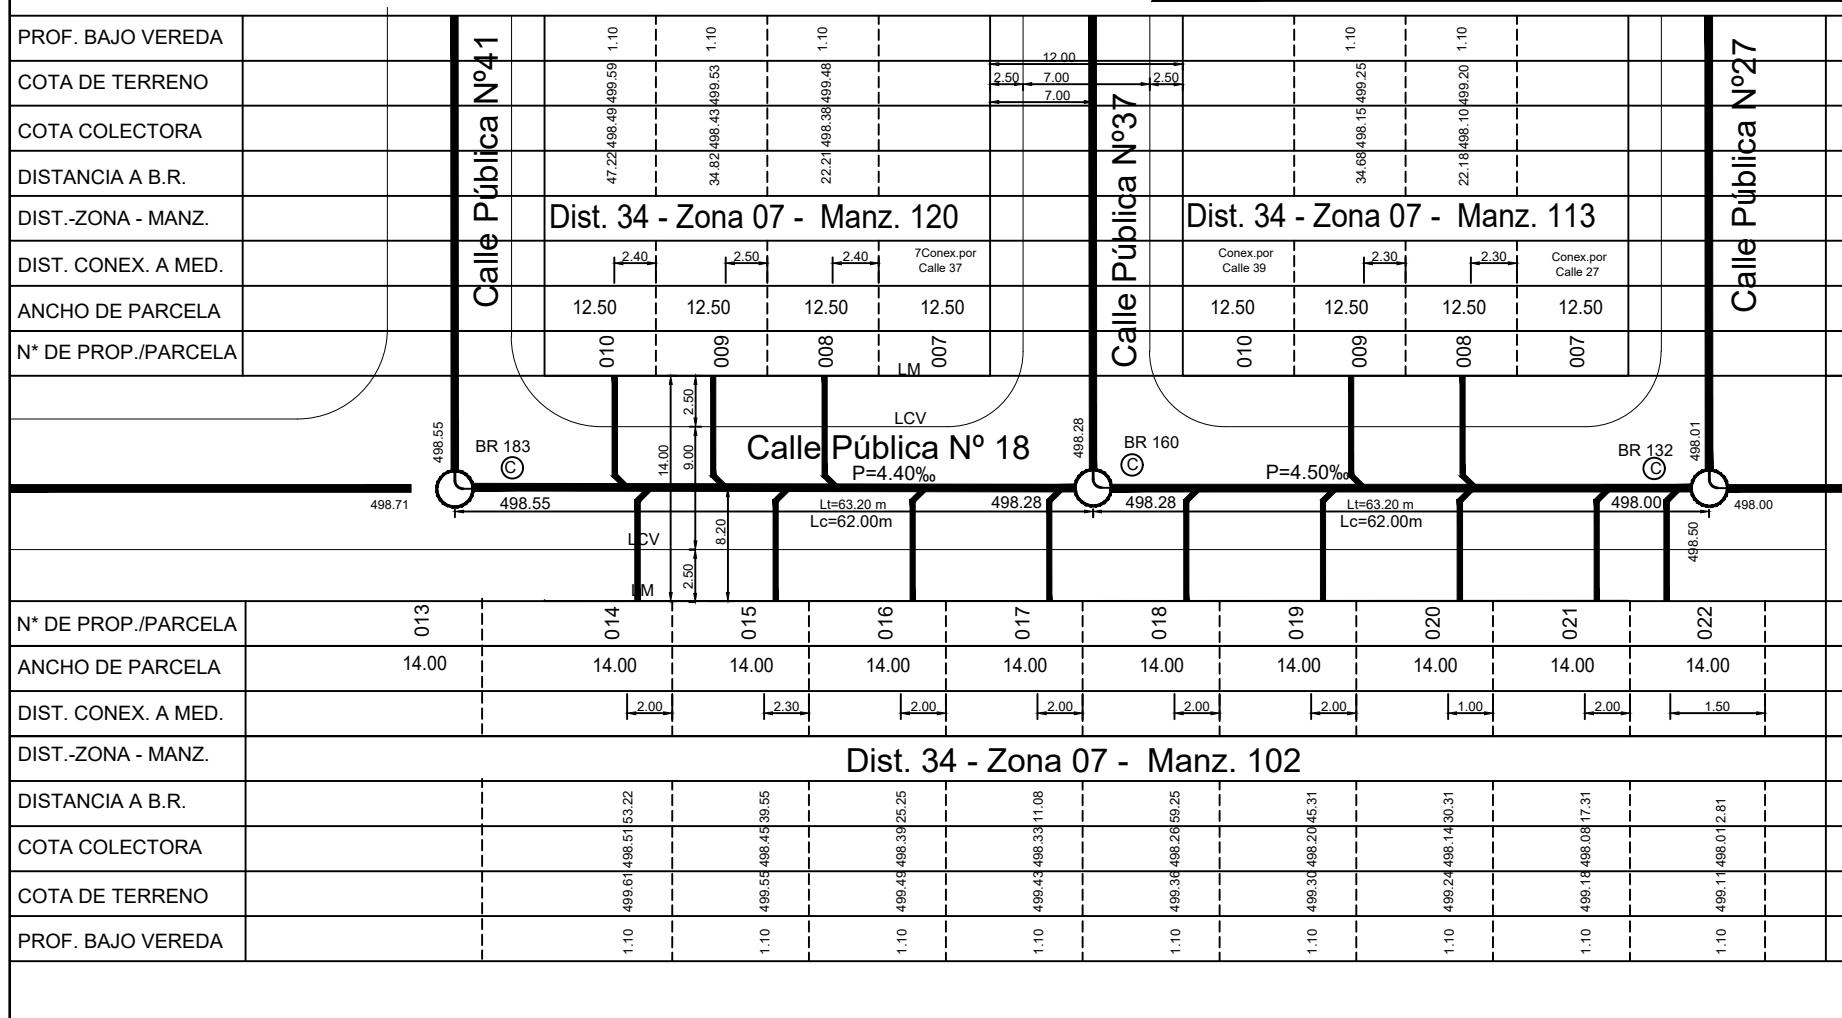 PROF. BAJO VEREDA 1.10 1.10 1.10 1.10 1.10
COTA DE TERRENO 499.59 499.53 499.48 499.25 499.20
COTA COLECTORA 498.49 498.43 498.38 498.15 498.10
DISTANCIA A B.R. 47.22 34.82 22.21 34.68 22.18
12.00
2.50 7.00 2.50
7.00
Calle Pública Nº41
Calle Pública Nº37
Calle Pública Nº27
DIST.-ZONA - MANZ. Dist. 34 - Zona 07 - Manz. 120 Dist. 34 - Zona 07 - Manz. 113
DIST. CONEX. A MED. 2.40 2.50 2.40 7Conex.por Calle 37 Conex.por Calle 39 2.30 2.30 Conex.por Calle 27
ANCHO DE PARCELA 12.50 12.50 12.50 12.50 12.50 12.50 12.50 12.50
N* DE PROP./PARCELA 010 009 008 007 010 009 008 007
LM
2.50
LCV
498.55 BR 183 C 14.00 9.00 Calle Pública Nº 18 498.28 BR 160 C BR 132 C 498.01
P=4.40‰ P=4.50‰
498.71 498.55 Lt=63.20 m 498.28 498.28 Lt=63.20 m 498.00 498.00
Lc=62.00m Lc=62.00m
LCV 8.20 498.50
2.50
LM
N* DE PROP./PARCELA 013 014 015 016 017 018 019 020 021 022
ANCHO DE PARCELA 14.00 14.00 14.00 14.00 14.00 14.00 14.00 14.00 14.00 14.00
DIST. CONEX. A MED. 2.00 2.30 2.00 2.00 2.00 2.00 1.00 2.00 1.50
DIST.-ZONA - MANZ. Dist. 34 - Zona 07 - Manz. 102
DISTANCIA A B.R. 53.22 39.55 25.25 11.08 59.25 45.31 30.31 17.31 2.81
COTA COLECTORA 498.51 498.45 498.39 498.33 498.26 498.20 498.14 498.08 498.01
COTA DE TERRENO 499.61 499.55 499.49 499.43 499.36 499.30 499.24 499.18 499.11
PROF. BAJO VEREDA 1.10 1.10 1.10 1.10 1.10 1.10 1.10 1.10 1.10